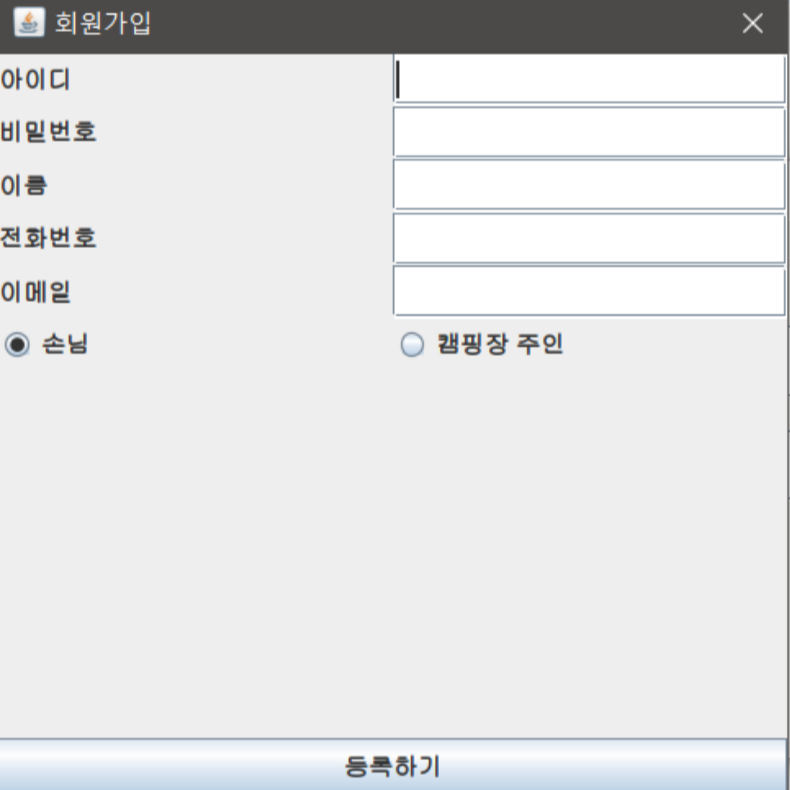 회원가입
아이디
비밀번호
이름
전화번호
이메일
손님 캠핑장 주인
등록하기